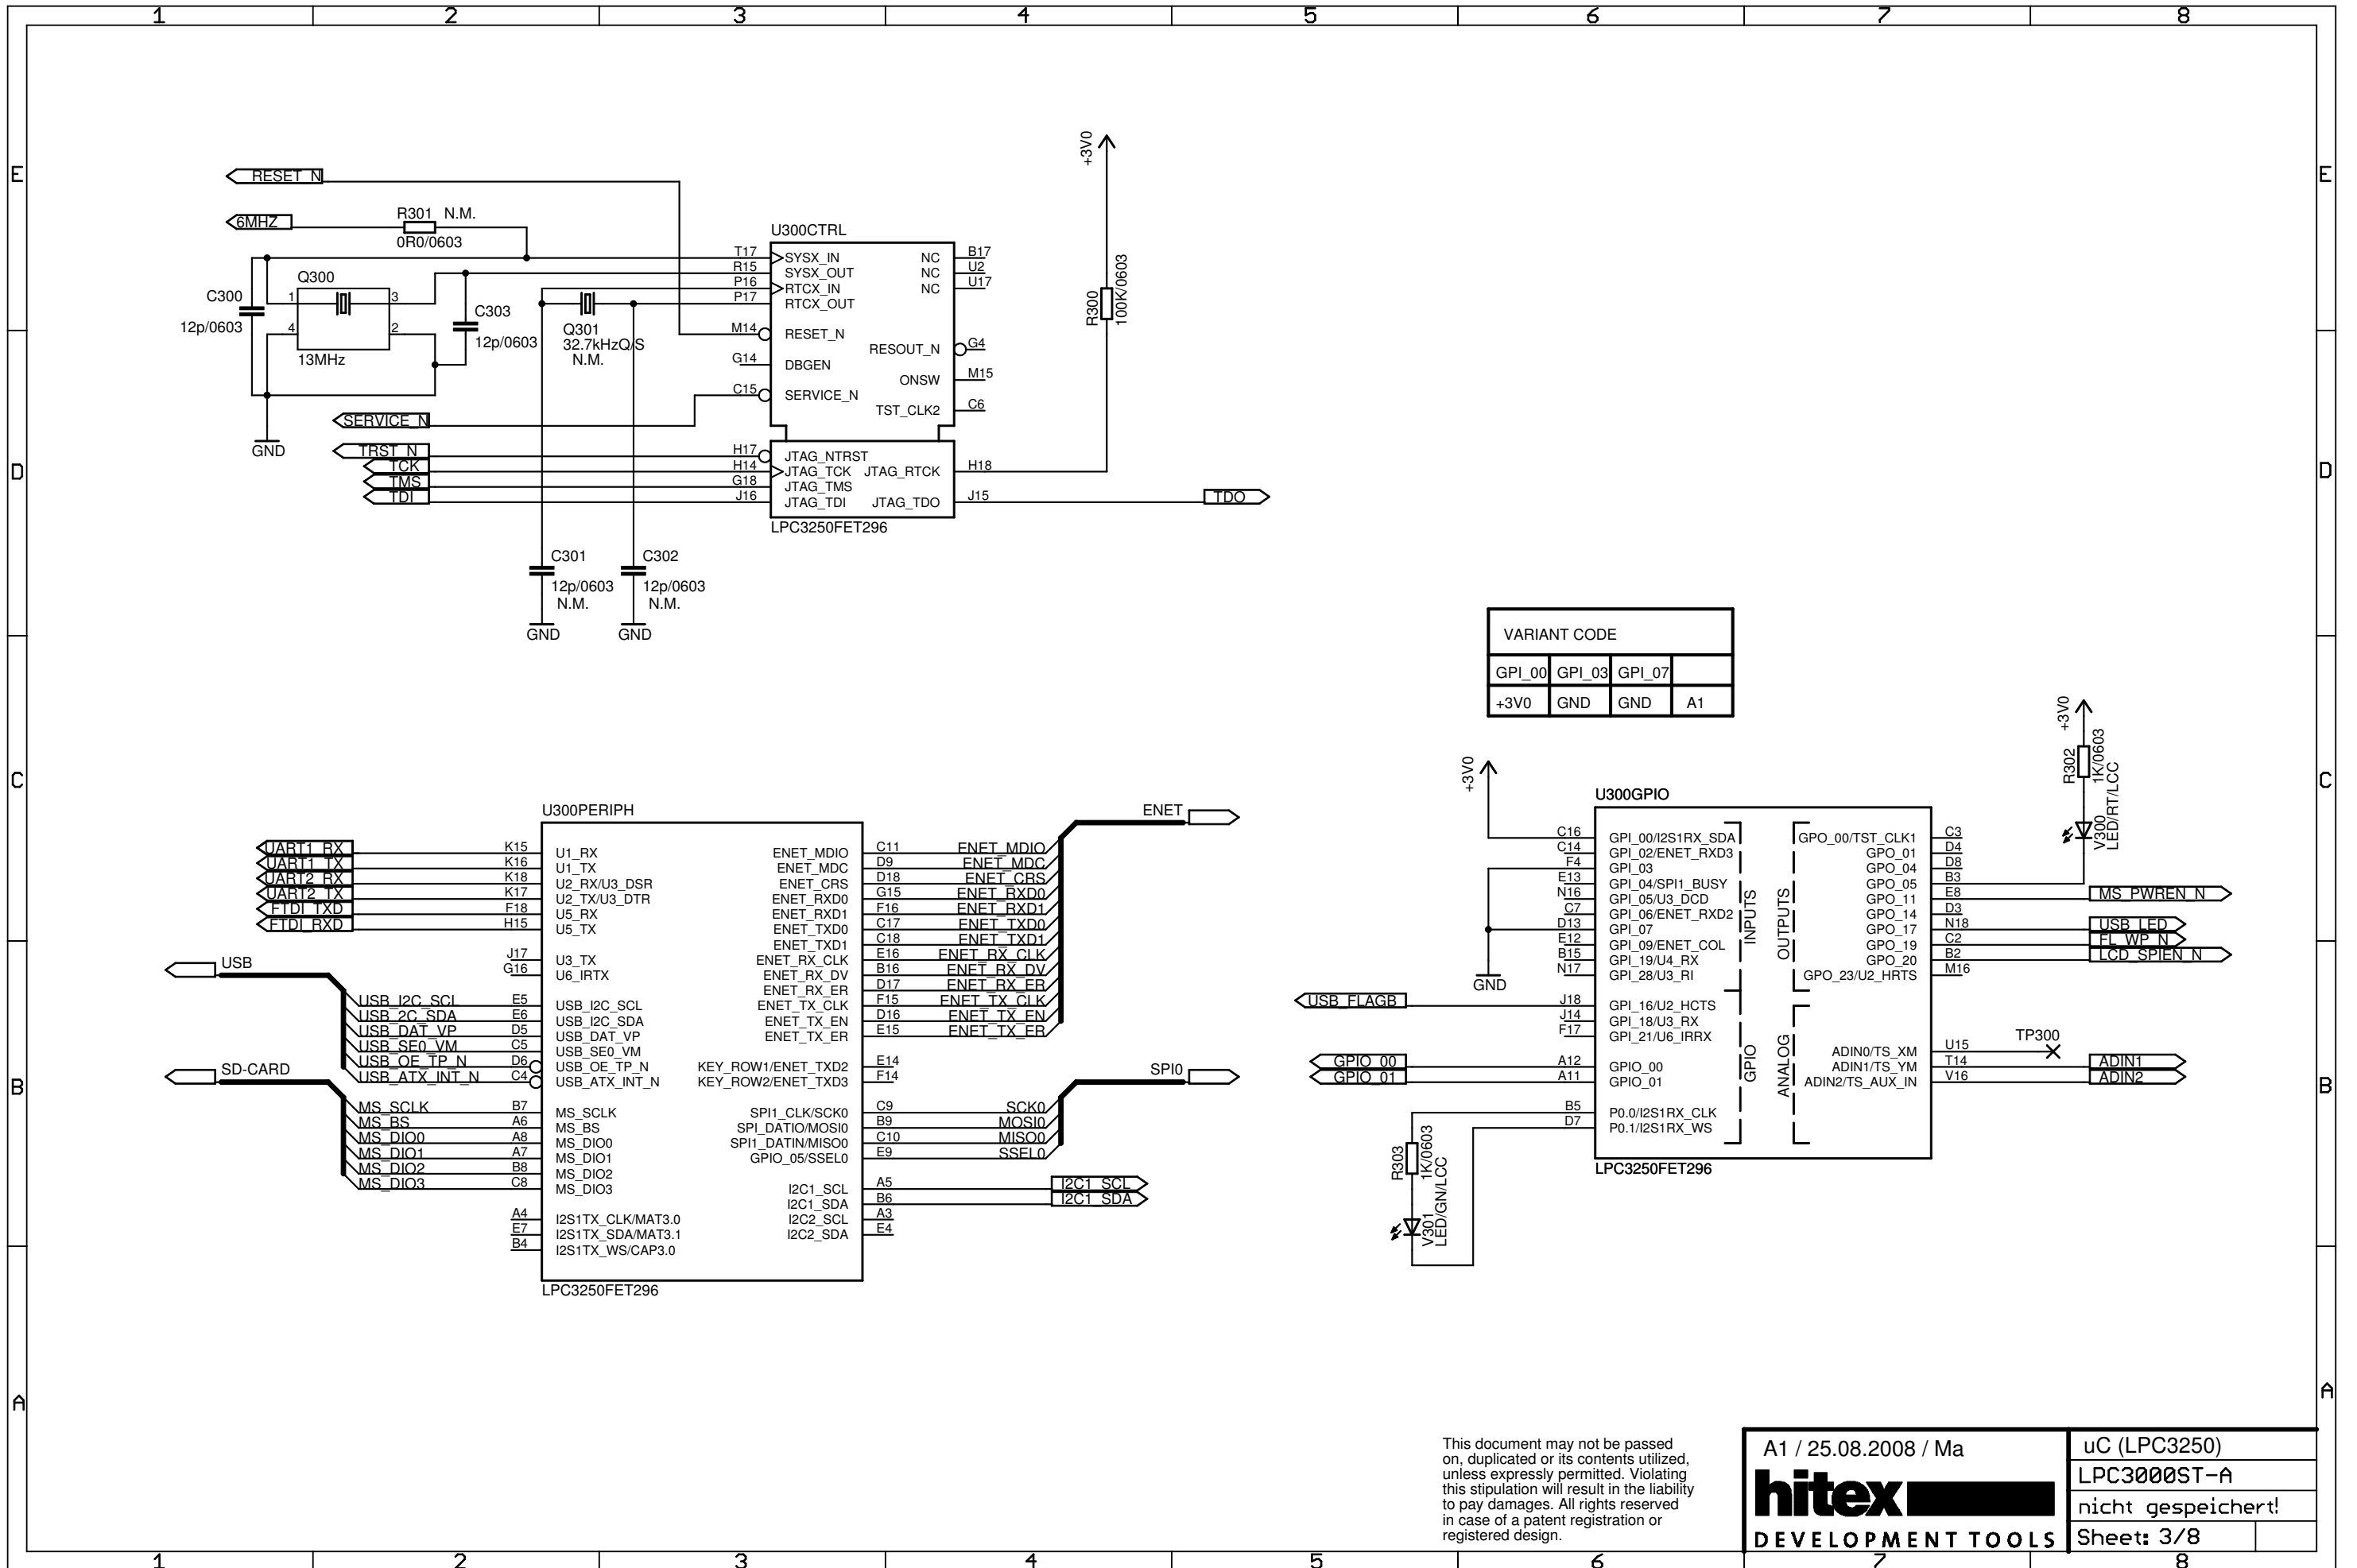 1 2 3 4 5 6 7 8
E
E
D
D
C
C
B
B
A
A
RESET_N
6MHZ
R301 N.M.
0R0/0603
Q300
1
3
4
2
13MHz
C300
12p/0603
C303
12p/0603
GND
Q301
32.7kHzQ/S
N.M.
SERVICE_N
TRST_N
TCK
TMS
TDI
C301
12p/0603
N.M.
GND
C302
12p/0603
N.M.
GND
U300CTRL
T17 SYSX_IN
R15 SYSX_OUT
P16 RTCX_IN
P17 RTCX_OUT
M14 RESET_N
G14 DBGEN
C15 SERVICE_N
NC B17
NC U2
NC U17
RESOUT_N G4
ONSW M15
TST_CLK2 C6
H17 JTAG_NTRST
H14 JTAG_TCK JTAG_RTCK H18
G18 JTAG_TMS
J16 JTAG_TDI JTAG_TDO J15
LPC3250FET296
+3V0
R300
100K/0603
TDO
VARIANT CODE
GPI_00 GPI_03 GPI_07
+3V0 GND GND A1
U300PERIPH
UART1_RX K15 U1_RX
UART1_TX K16 U1_TX
UART2_RX K18 U2_RX/U3_DSR
UART2_TX K17 U2_TX/U3_DTR
FTDI_TXD F18 U5_RX
FTDI_RXD H15 U5_TX
J17 U3_TX
G16 U6_IRTX
USB
USB_I2C_SCL E5 USB_I2C_SCL
USB_2C_SDA E6 USB_I2C_SDA
USB_DAT_VP D5 USB_DAT_VP
USB_SE0_VM C5 USB_SE0_VM
USB_OE_TP_N D6 USB_OE_TP_N
USB_ATX_INT_N C4 USB_ATX_INT_N
SD-CARD
MS_SCLK B7 MS_SCLK
MS_BS A6 MS_BS
MS_DIO0 A8 MS_DIO0
MS_DIO1 A7 MS_DIO1
MS_DIO2 B8 MS_DIO2
MS_DIO3 C8 MS_DIO3
A4 I2S1TX_CLK/MAT3.0
E7 I2S1TX_SDA/MAT3.1
B4 I2S1TX_WS/CAP3.0
LPC3250FET296
ENET
ENET_MDIO C11 ENET_MDIO
ENET_MDC D9 ENET_MDC
ENET_CRS D18 ENET_CRS
ENET_RXD0 G15 ENET_RXD0
ENET_RXD1 F16 ENET_RXD1
ENET_TXD0 C17 ENET_TXD0
ENET_TXD1 C18 ENET_TXD1
ENET_RX_CLK E16 ENET_RX_CLK
ENET_RX_DV B16 ENET_RX_DV
ENET_RX_ER D17 ENET_RX_ER
ENET_TX_CLK F15 ENET_TX_CLK
ENET_TX_EN D16 ENET_TX_EN
ENET_TX_ER E15 ENET_TX_ER
KEY_ROW1/ENET_TXD2 E14
KEY_ROW2/ENET_TXD3 F14
SPI0
SPI1_CLK/SCK0 C9 SCK0
SPI_DATIO/MOSI0 B9 MOSI0
SPI1_DATIN/MISO0 C10 MISO0
GPIO_05/SSEL0 E9 SSEL0
I2C1_SCL A5 I2C1_SCL
I2C1_SDA B6 I2C1_SDA
I2C2_SCL A3
I2C2_SDA E4
+3V0
GND
U300GPIO
C16 GPI_00/I2S1RX_SDA
C14 GPI_02/ENET_RXD3
F4 GPI_03
E13 GPI_04/SPI1_BUSY
N16 GPI_05/U3_DCD
C7 GPI_06/ENET_RXD2
D13 GPI_07
E12 GPI_09/ENET_COL
B15 GPI_19/U4_RX
N17 GPI_28/U3_RI
USB_FLAGB J18 GPI_16/U2_HCTS
J14 GPI_18/U3_RX
F17 GPI_21/U6_IRRX
GPIO_00 A12 GPIO_00
GPIO_01 A11 GPIO_01
B5 P0.0/I2S1RX_CLK
D7 P0.1/I2S1RX_WS
INPUTS
OUTPUTS
GPIO
ANALOG
GPO_00/TST_CLK1 C3
GPO_01 D4
GPO_04 D8
GPO_05 B3
GPO_11 E8 MS_PWREN_N
GPO_14 D3
GPO_17 N18 USB_LED
GPO_19 C2 FL_WP_N
GPO_20 B2 LCD_SPIEN_N
GPO_23/U2_HRTS M16
ADIN0/TS_XM U15 TP300
ADIN1/TS_YM T14 ADIN1
ADIN2/TS_AUX_IN V16 ADIN2
LPC3250FET296
+3V0
R302
1K/0603
V300
LED/RT/LCC
R303
1K/0603
V301
LED/GN/LCC
This document may not be passed
on, duplicated or its contents utilized,
unless expressly permitted. Violating
this stipulation will result in the liability
to pay damages. All rights reserved
in case of a patent registration or
registered design.
A1 / 25.08.2008 / Ma
hitex
DEVELOPMENT TOOLS
uC (LPC3250)
LPC3000ST-A
nicht gespeichert!
Sheet: 3/8
1 2 3 4 5 6 7 8